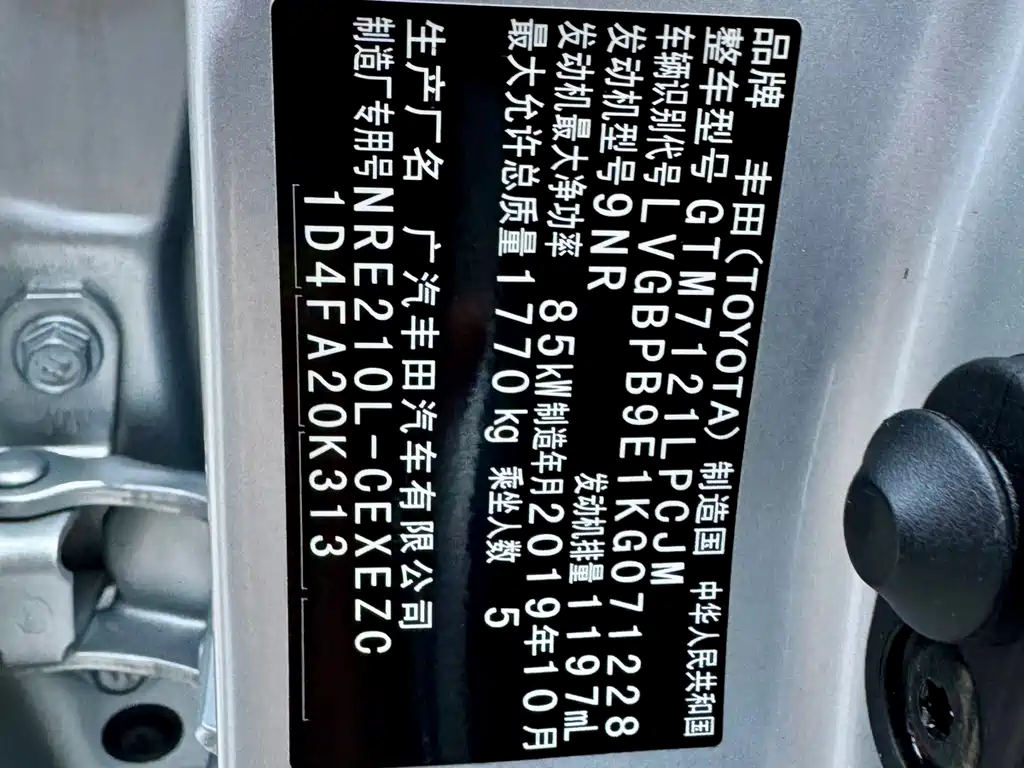 品牌 丰田(TOYOTA) 制造国 中华人民共和国
整车型号 GTM7121LPCJM
车辆识别代号 LVGBPB9E1KG071228
发动机型号 9NR 发动机排量 1197mL
发动机最大净功率 85kW 制造年月 2019年10月
最大允许总质量 1770kg 乘坐人数 5
生产厂名 广汽丰田汽车有限公司
制造厂专用号 NRE210L-CEXEZC
1D4FA20K313